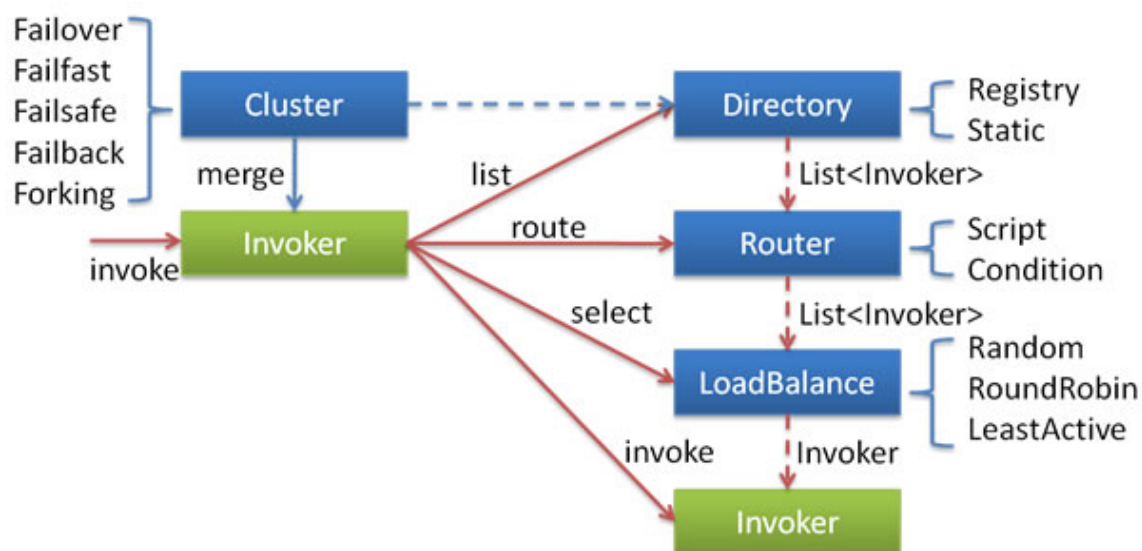 Failover
Failfast
Failsafe
Failback
Forking
Cluster
merge
invoke
Invoker
list
route
select
invoke
Directory
Registry
Static
List<Invoker>
Router
Script
Condition
List<Invoker>
LoadBalance
Random
RoundRobin
LeastActive
Invoker
Invoker